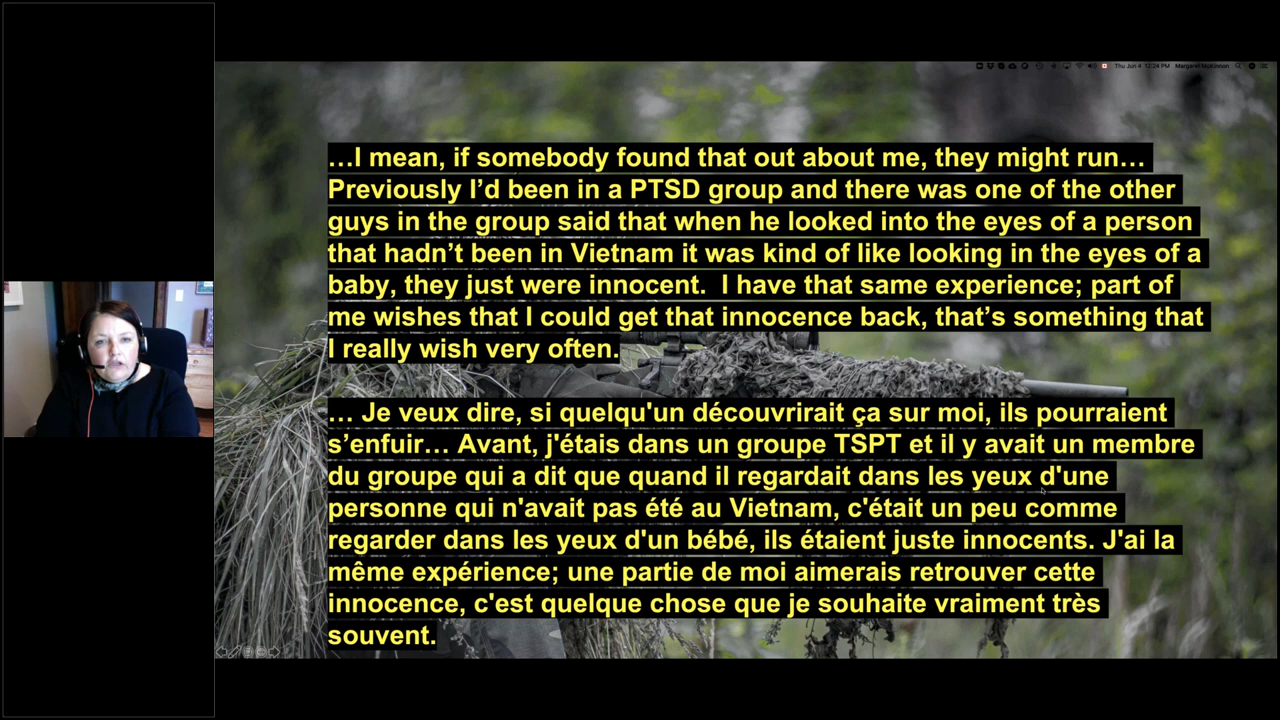 Thu Jun 4 12:24 PM Margaret McKinnon
…I mean, if somebody found that out about me, they might run…
Previously I’d been in a PTSD group and there was one of the other
guys in the group said that when he looked into the eyes of a person
that hadn’t been in Vietnam it was kind of like looking in the eyes of a
baby, they just were innocent.  I have that same experience; part of
me wishes that I could get that innocence back, that’s something that
I really wish very often.
… Je veux dire, si quelqu'un découvrirait ça sur moi, ils pourraient
s’enfuir… Avant, j'étais dans un groupe TSPT et il y avait un membre
du groupe qui a dit que quand il regardait dans les yeux d'une
personne qui n'avait pas été au Vietnam, c'était un peu comme
regarder dans les yeux d'un bébé, ils étaient juste innocents. J'ai la
même expérience; une partie de moi aimerais retrouver cette
innocence, c'est quelque chose que je souhaite vraiment très
souvent.